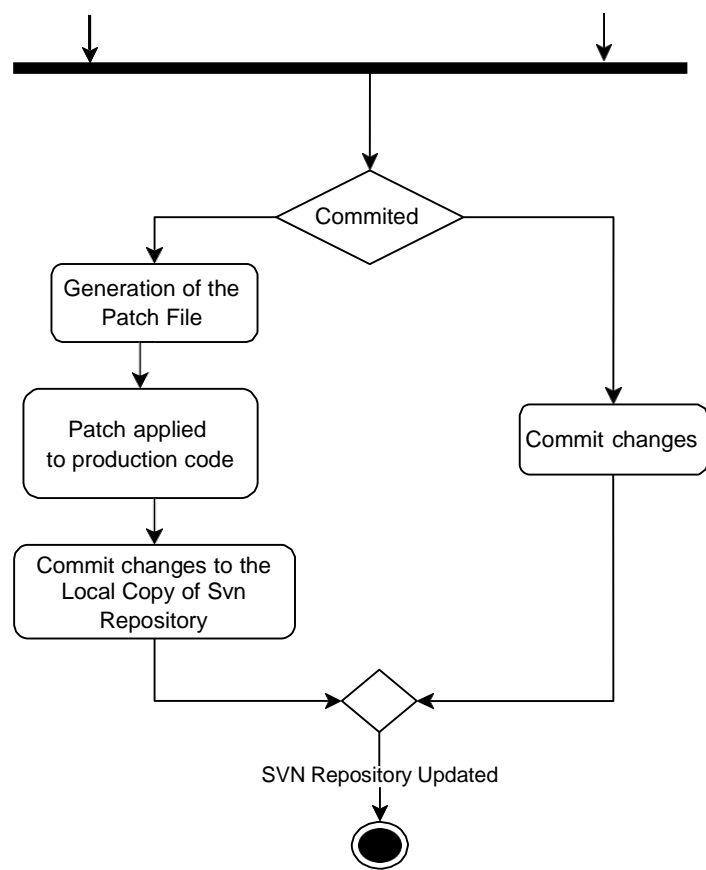 Commited
Generation of the
Patch File
Patch applied
to production code
Commit changes
Commit changes to the
Local Copy of Svn
Repository
SVN Repository Updated